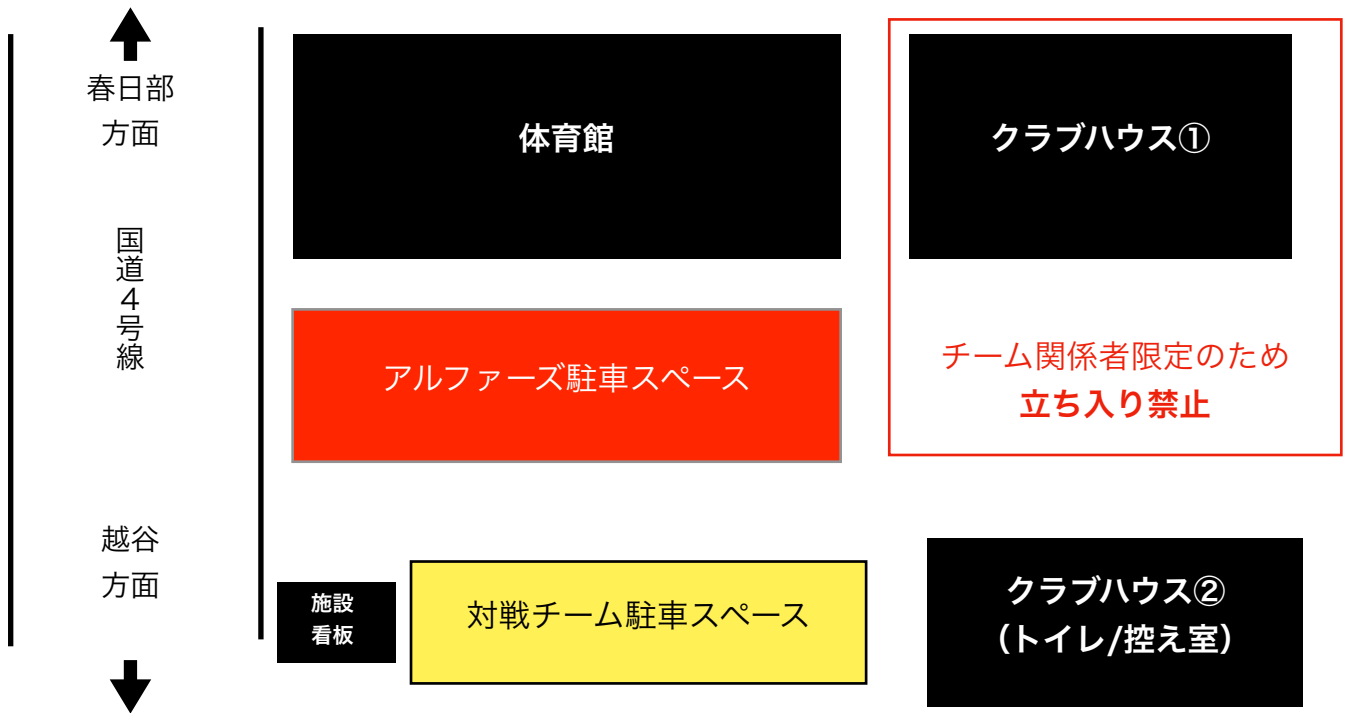 春日部
方面
国道４号線
越谷
方面
体育館
クラブハウス①
アルファーズ駐車スペース
チーム関係者限定のため
立ち入り禁止
施設
看板
対戦チーム駐車スペース
クラブハウス②
（トイレ/控え室）